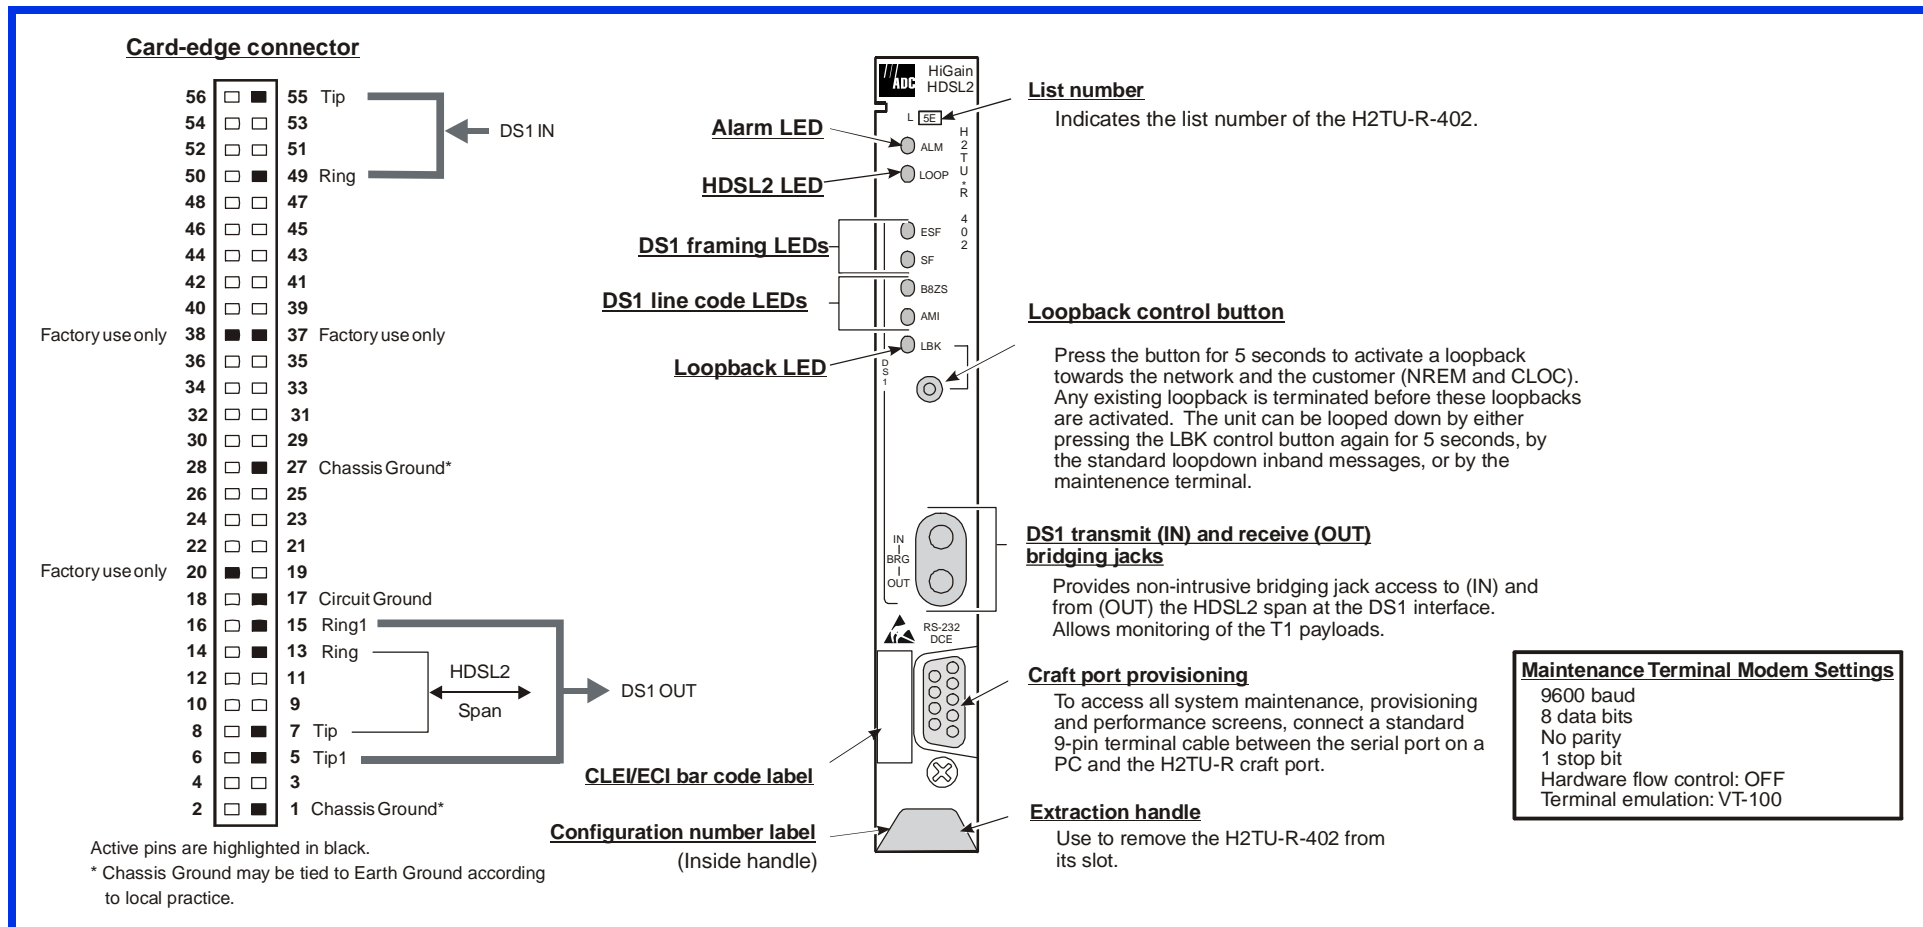 Card-edge connector
56 55 Tip
54 53
52 51
50 49 Ring
48 47
46 45
44 43
42 41
40 39
Factory use only 38 37 Factory use only
36 35
34 33
32 31
30 29
28 27 Chassis Ground*
26 25
24 23
22 21
Factory use only 20 19
18 17 Circuit Ground
16 15 Ring1
14 13 Ring
12 11
10 9
8 7 Tip
6 5 Tip1
4 3
2 1 Chassis Ground*
DS1 IN
HDSL2
Span
DS1 OUT
Active pins are highlighted in black.
* Chassis Ground may be tied to Earth Ground according
to local practice.
Alarm LED
HDSL2 LED
DS1 framing LEDs
DS1 line code LEDs
Loopback LED
CLEI/ECI bar code label
Configuration number label
(Inside handle)
ADC
HiGain
HDSL2
L 5E
H2TU*R 402
ALM
LOOP
ESF
SF
B8ZS
AMI
LBK
DS1
IN
BRG
OUT
RS-232
DCE
List number
Indicates the list number of the H2TU-R-402.
Loopback control button
Press the button for 5 seconds to activate a loopback
towards the network and the customer (NREM and CLOC).
Any existing loopback is terminated before these loopbacks
are activated. The unit can be looped down by either
pressing the LBK control button again for 5 seconds, by
the standard loopdown inband messages, or by the
maintenence terminal.
DS1 transmit (IN) and receive (OUT)
bridging jacks
Provides non-intrusive bridging jack access to (IN) and
from (OUT) the HDSL2 span at the DS1 interface.
Allows monitoring of the T1 payloads.
Craft port provisioning
To access all system maintenance, provisioning
and performance screens, connect a standard
9-pin terminal cable between the serial port on a
PC and the H2TU-R craft port.
Extraction handle
Use to remove the H2TU-R-402 from
its slot.
Maintenance Terminal Modem Settings
9600 baud
8 data bits
No parity
1 stop bit
Hardware flow control: OFF
Terminal emulation: VT-100